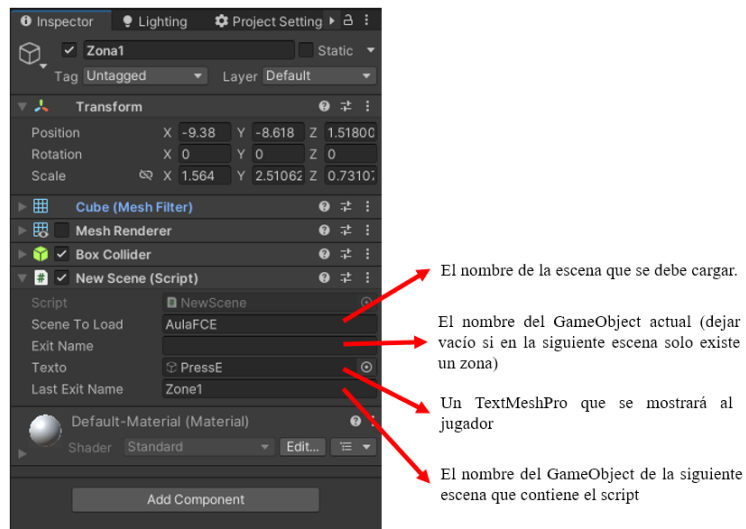 Inspector
Lighting
Project Setting
Zona1
Static
Tag Untagged
Layer Default
Transform
Position X -9.38 Y -8.618 Z 1.51800
Rotation X 0 Y 0 Z 0
Scale X 1.564 Y 2.51062 Z 0.7310
Cube (Mesh Filter)
Mesh Renderer
Box Collider
# New Scene (Script)
Script NewScene
Scene To Load AulaFCE
Exit Name
Texto PressE
Last Exit Name Zone1
Default-Material (Material)
Shader Standard Edit...
Add Component
El nombre de la escena que se debe cargar.
El nombre del GameObject actual (dejar
vacío si en la siguiente escena solo existe
un zona)
Un TextMeshPro que se mostrará al
jugador
El nombre del GameObject de la siguiente
escena que contiene el script